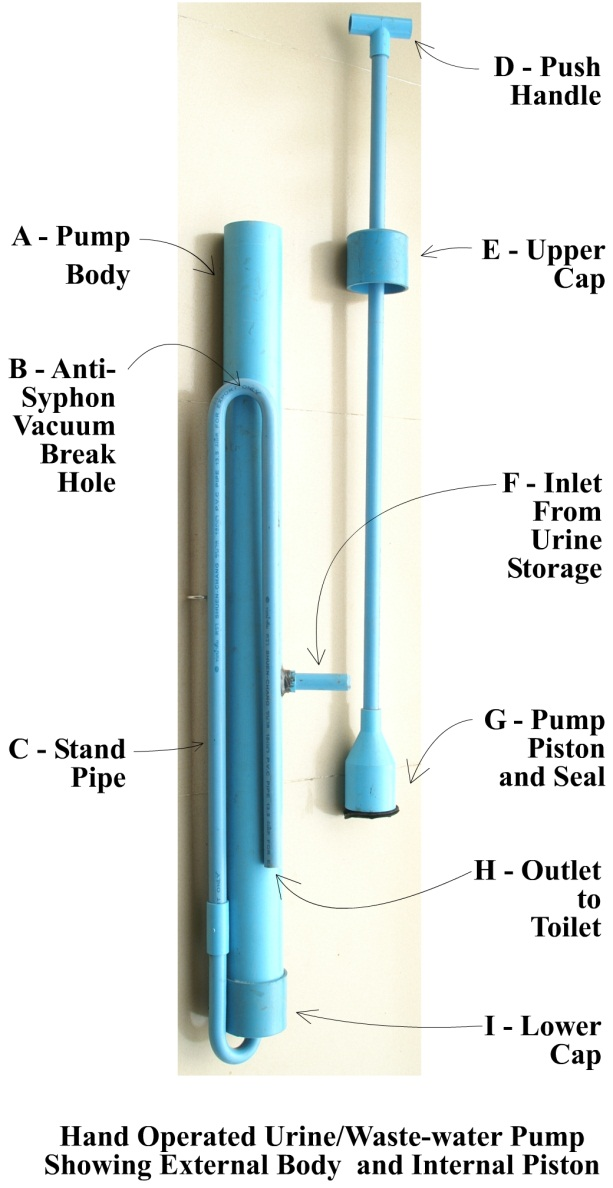 D - Push
Handle
A - Pump
Body
E - Upper
Cap
B - Anti-
Syphon
Vacuum
Break
Hole
F - Inlet
From
Urine
Storage
C - Stand
Pipe
G - Pump
Piston
and Seal
H - Outlet
to
Toilet
I - Lower
Cap
Hand Operated Urine/Waste-water Pump
Showing External Body and Internal Piston